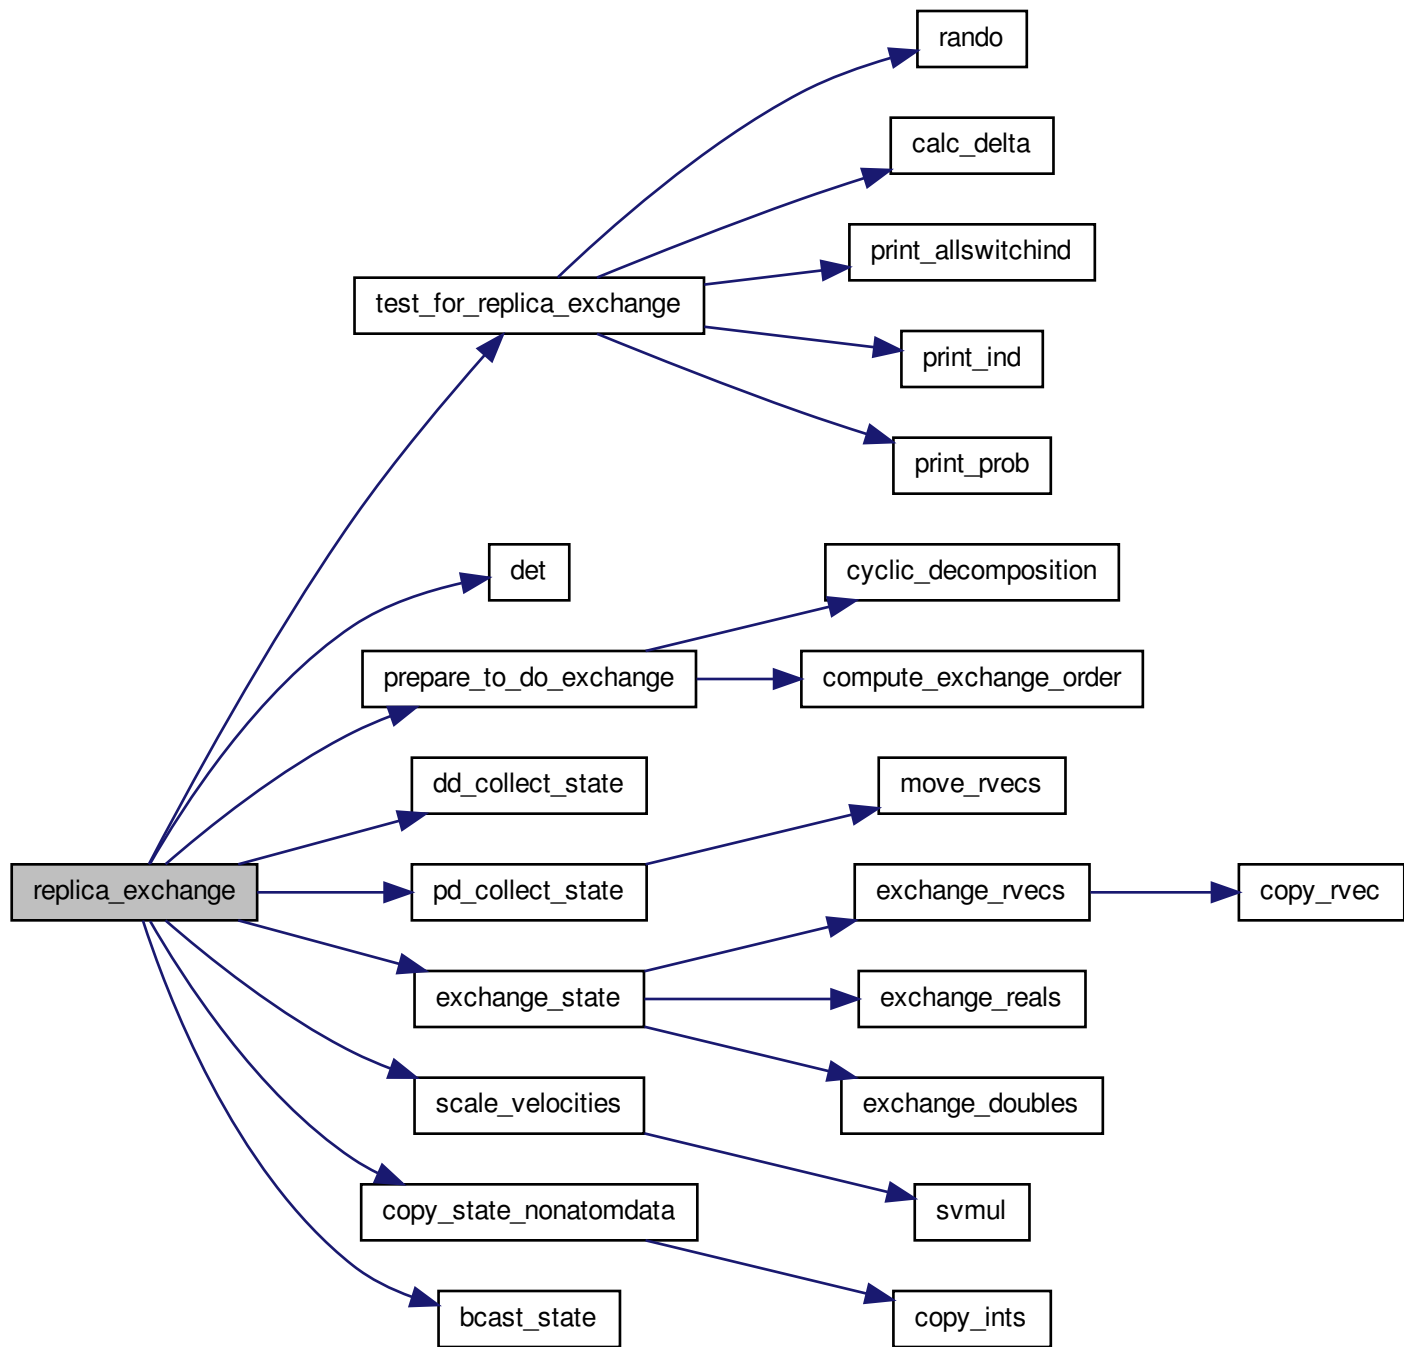 rando
calc_delta
print_allswitchind
test_for_replica_exchange
print_ind
print_prob
det
cyclic_decomposition
prepare_to_do_exchange
compute_exchange_order
dd_collect_state
move_rvecs
replica_exchange
pd_collect_state
exchange_rvecs
copy_rvec
exchange_state
exchange_reals
scale_velocities
exchange_doubles
copy_state_nonatomdata
svmul
bcast_state
copy_ints